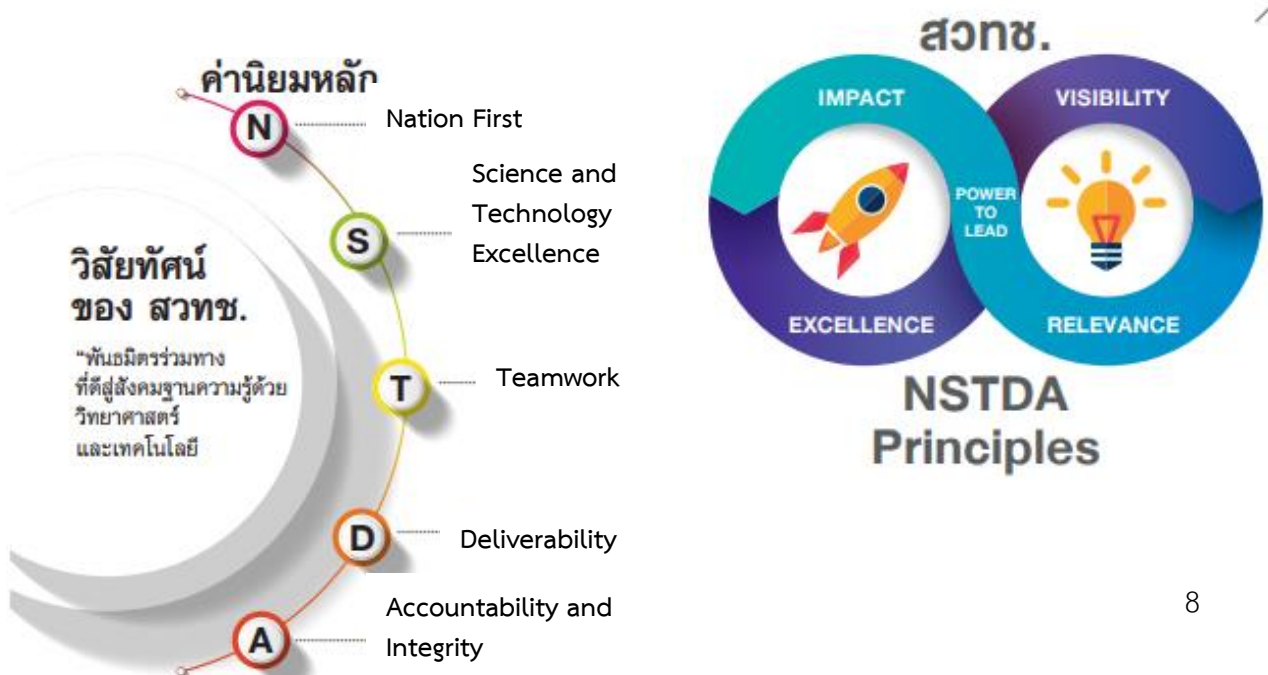 ค่านิยมหลัก
N
Nation First
S
Science and
Technology
Excellence
T
Teamwork
D
Deliverability
A
Accountability and
Integrity
วิสัยทัศน์
ของ สวทช.
“พันธมิตรร่วมทาง
ที่ดีสู่สังคมฐานความรู้ด้วย
วิทยาศาสตร์
และเทคโนโลยี
สวทช.
IMPACT
VISIBILITY
POWER
TO
LEAD
EXCELLENCE
RELEVANCE
NSTDA
Principles
8